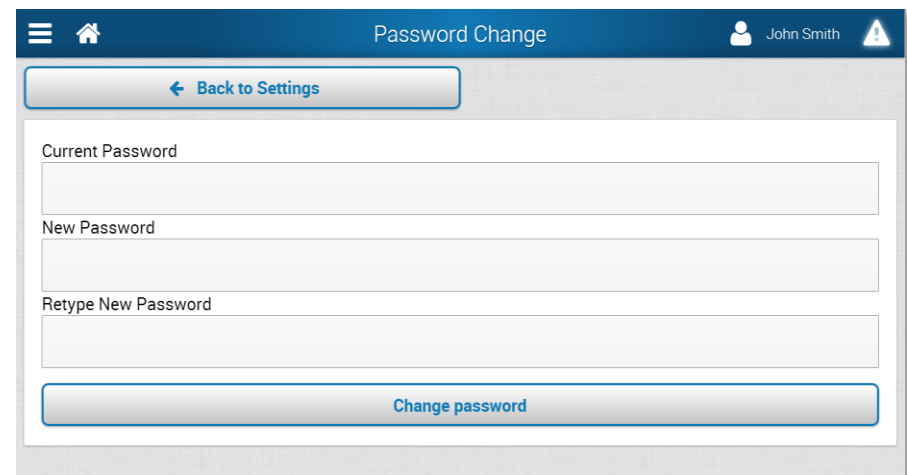 Password Change
John Smith
Back to Settings
Current Password
New Password
Retype New Password
Change password